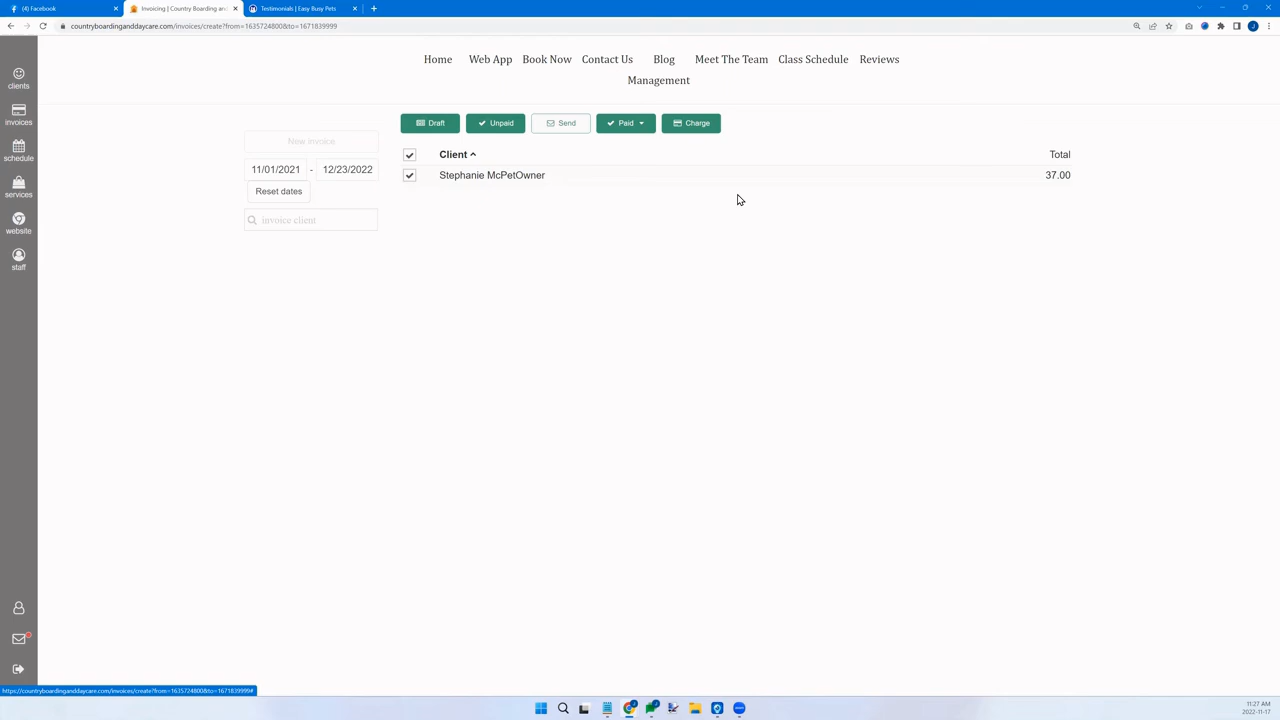 (4) Facebook
Invoicing | Country Boarding an
Testimonials | Easy Busy Pets
countryboardinganddaycare.com/invoices/create?from=1635724800&to=1671839999
J
Home Web App Book Now Contact Us Blog Meet The Team Class Schedule Reviews
Management
clients
invoices
schedule
services
website
staff
New invoice
11/01/2021 - 12/23/2022
Reset dates
invoice client
Draft Unpaid Send Paid Charge
Client Total
Stephanie McPetOwner 37.00
https://countryboardinganddaycare.com/invoices/create?from=1635724800&to=1671839999#
11:27 AM
2022-11-17